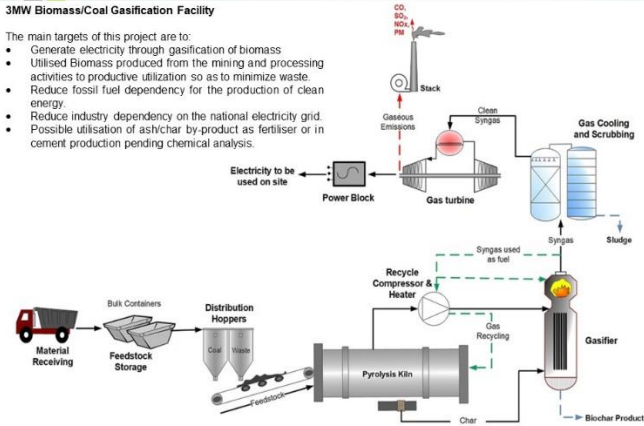 3MW Biomass/Coal Gasification Facility
The main targets of this project are to:
• Generate electricity through gasification of biomass
• Utilised Biomass produced from the mining and processing
activities to productive utilization so as to minimize waste.
• Reduce fossil fuel dependency for the production of clean
energy.
• Reduce industry dependency on the national electricity grid.
• Possible utilisation of ash/char by-product as fertiliser or in
cement production pending chemical analysis.
CO,
SO₂,
NOx,
PM
Stack
Gaseous
Emissions
Clean
Syngas
Gas Cooling
and Scrubbing
Electricity to be
used on site
Power Block
Gas turbine
Syngas
Sludge
Syngas used
as fuel
Recycle
Compressor &
Heater
Gas
Recycling
Gasifier
Bulk Containers
Distribution
Hoppers
Coal
Waste
Material
Receiving
Feedstock
Storage
Feedstock
Pyrolysis Kiln
Char
Biochar Product